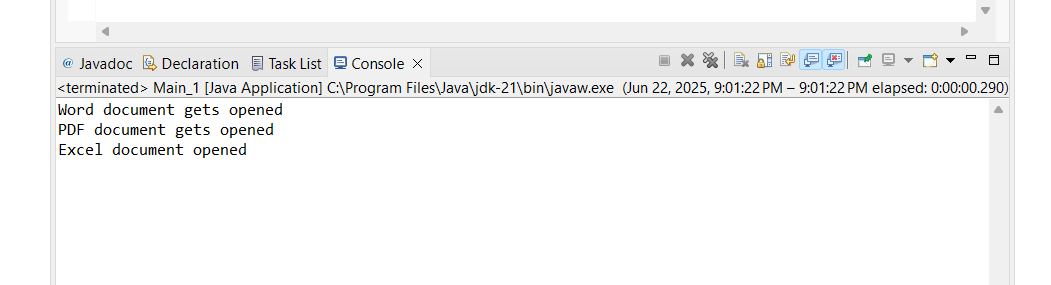 @ Javadoc Declaration Task List Console
<terminated> Main_1 [Java Application] C:\Program Files\Java\jdk-21\bin\javaw.exe (Jun 22, 2025, 9:01:22 PM – 9:01:22 PM elapsed: 0:00:00.290)
Word document gets opened
PDF document gets opened
Excel document opened